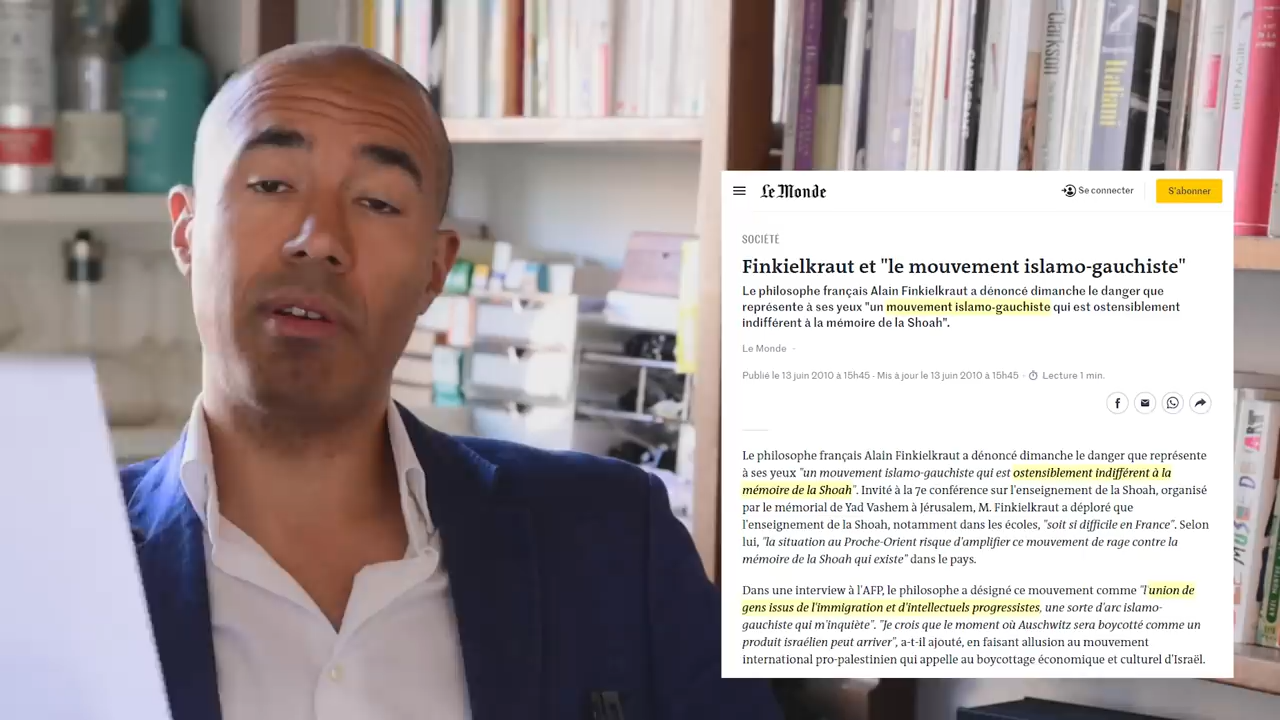 Clarkson
Italiani
BIEN AGIR
Le Monde
Se connecter
S'abonner
SOCIÉTÉ
Finkielkraut et "le mouvement islamo-gauchiste"
Le philosophe français Alain Finkielkraut a dénoncé dimanche le danger que
représente à ses yeux "un mouvement islamo-gauchiste qui est ostensiblement
indifférent à la mémoire de la Shoah".
Le Monde -
Publié le 13 juin 2010 à 15h45 - Mis à jour le 13 juin 2010 à 15h45 · Lecture 1 min.
Le philosophe français Alain Finkielkraut a dénoncé dimanche le danger que représente
à ses yeux "un mouvement islamo-gauchiste qui est ostensiblement indifférent à la
mémoire de la Shoah". Invité à la 7e conférence sur l'enseignement de la Shoah, organisé
par le mémorial de Yad Vashem à Jérusalem, M. Finkielkraut a déploré que
l'enseignement de la Shoah, notamment dans les écoles, "soit si difficile en France". Selon
lui, "la situation au Proche-Orient risque d'amplifier ce mouvement de rage contre la
mémoire de la Shoah qui existe" dans le pays.
Dans une interview à l'AFP, le philosophe a désigné ce mouvement comme "l'union de
gens issus de l'immigration et d'intellectuels progressistes, une sorte d'arc islamo-
gauchiste qui m'inquiète". "Je crois que le moment où Auschwitz sera boycotté comme un
produit israélien peut arriver", a-t-il ajouté, en faisant allusion au mouvement
international pro-palestinien qui appelle au boycottage économique et culturel d'Israël.